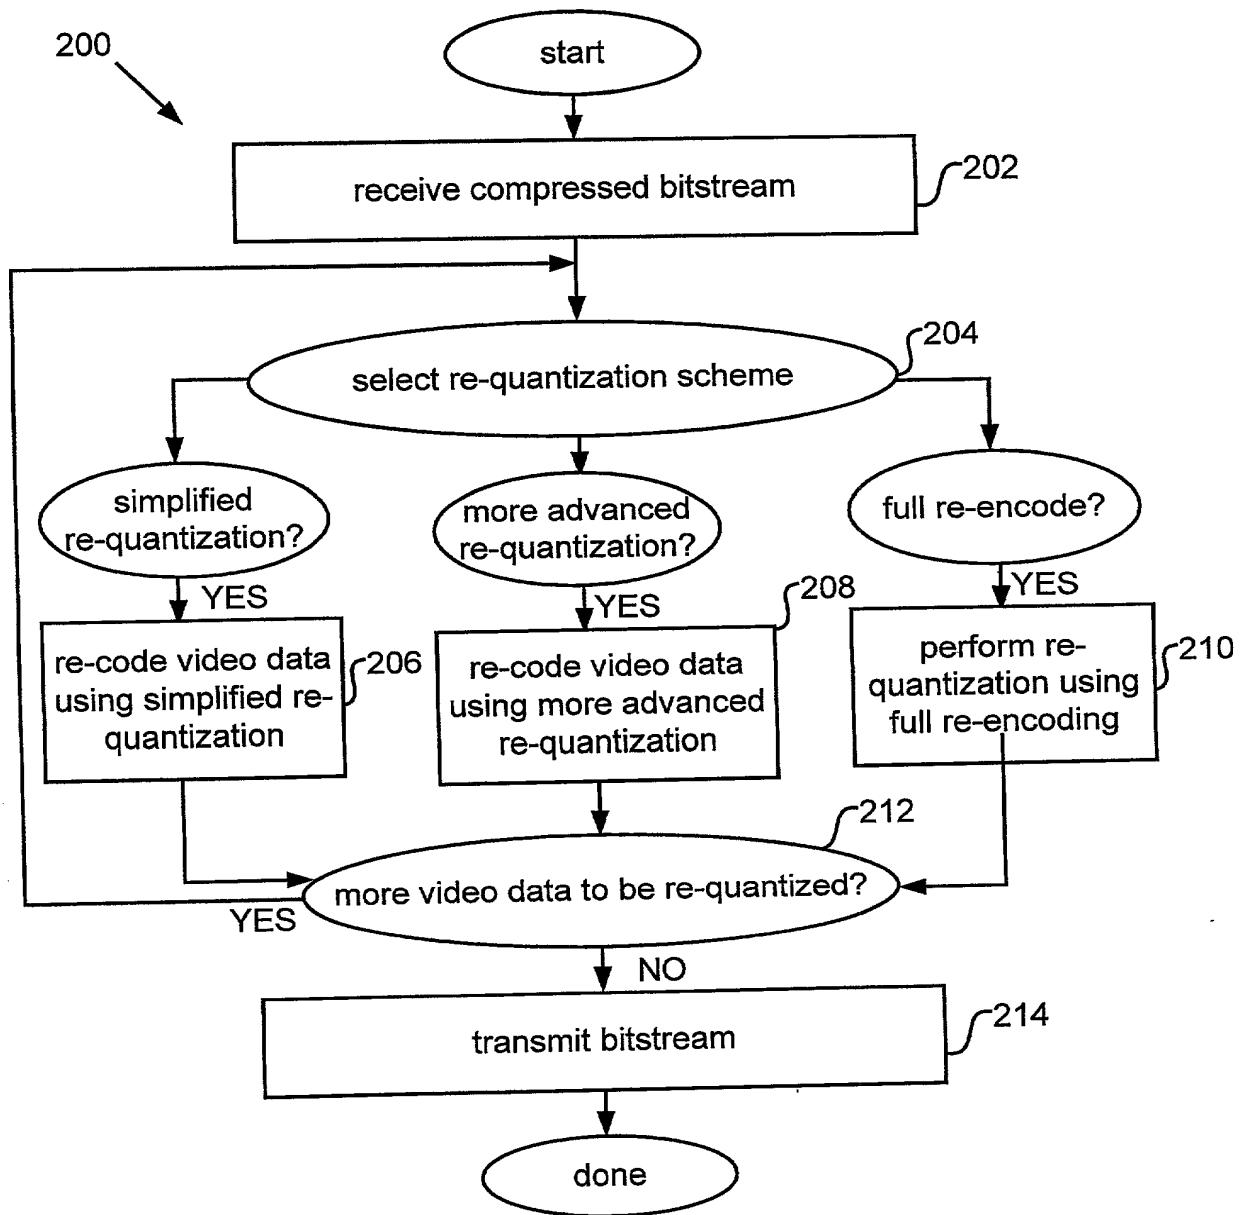 200
start
receive compressed bitstream
202
select re-quantization scheme
204
simplified
re-quantization?
more advanced
re-quantization?
full re-encode?
YES
YES
YES
re-code video data
using simplified re-
quantization
206
re-code video data
using more advanced
re-quantization
208
perform re-
quantization using
full re-encoding
210
more video data to be re-quantized?
212
YES
NO
transmit bitstream
214
done